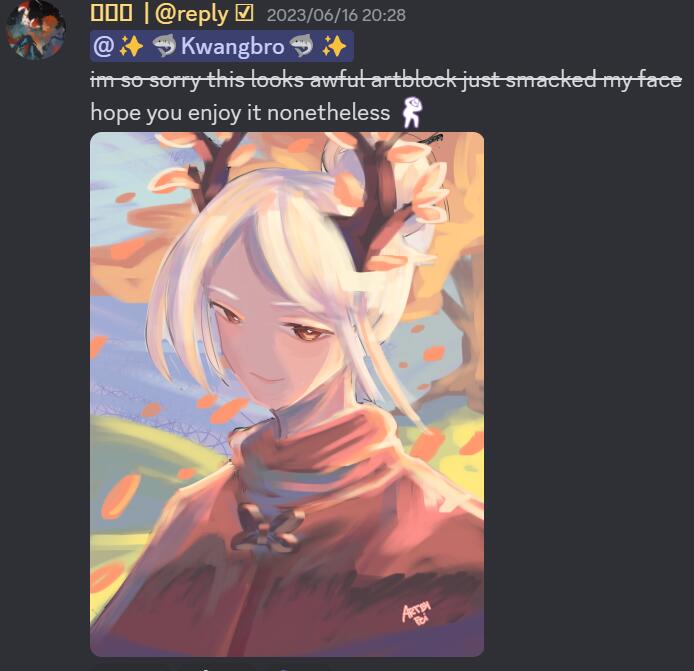 | @reply ☑ 2023/06/16 20:28
@✨🦈Kwangbro🦈✨
im so sorry this looks awful artblock just smacked my face
hope you enjoy it nonetheless